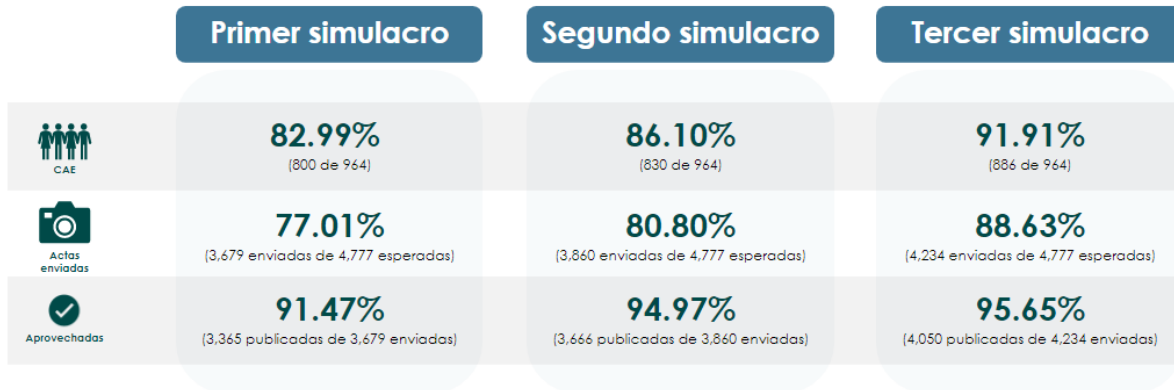 Primer simulacro
Segundo simulacro
Tercer simulacro
CAE
82.99%
(800 de 964)
86.10%
(830 de 964)
91.91%
(886 de 964)
Actas
enviadas
77.01%
(3,679 enviadas de 4,777 esperadas)
80.80%
(3,860 enviadas de 4,777 esperadas)
88.63%
(4,234 enviadas de 4,777 esperadas)
Aprovechadas
91.47%
(3,365 publicadas de 3,679 enviadas)
94.97%
(3,666 publicadas de 3,860 enviadas)
95.65%
(4,050 publicadas de 4,234 enviadas)